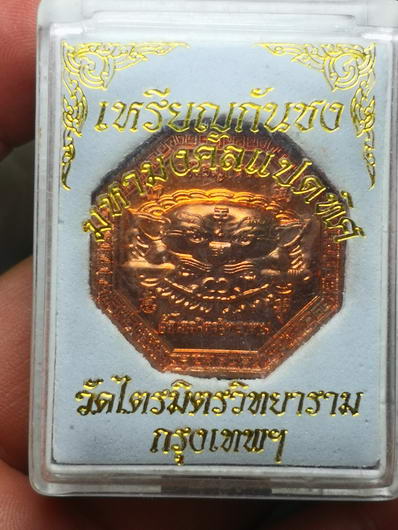 เหรียญกันชง
มหามงคลแปดทิศ
วัดไตรมิตรวิทยาราม
กรุงเทพฯ